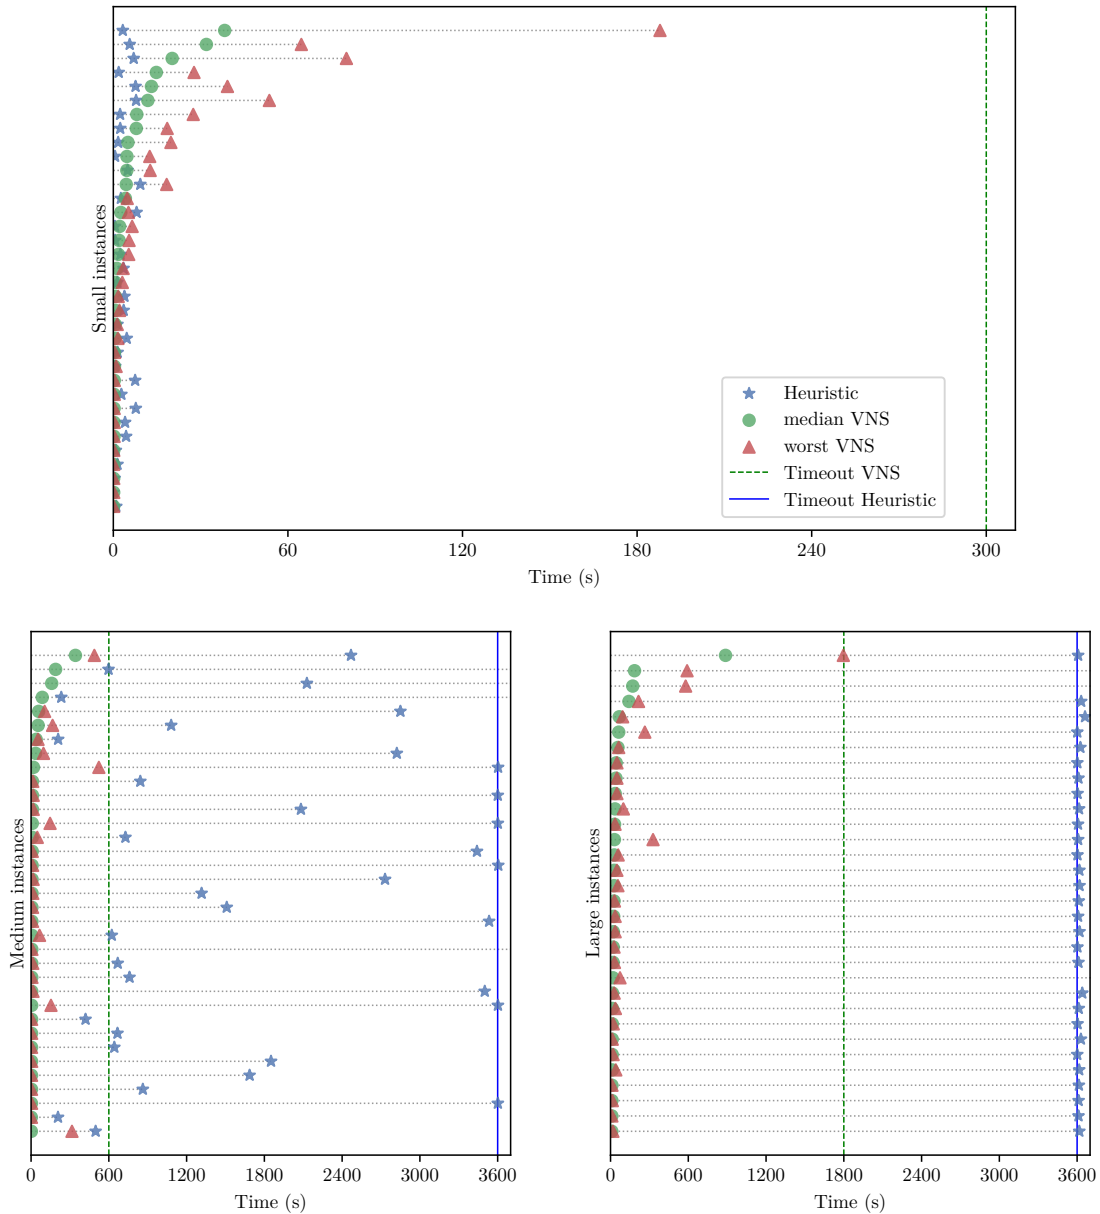 Small instances
Heuristic
median VNS
worst VNS
Timeout VNS
Timeout Heuristic
0 60 120 180 240 300
Time (s)
Medium instances
0 600 1200 1800 2400 3000 3600
Time (s)
Large instances
0 600 1200 1800 2400 3000 3600
Time (s)